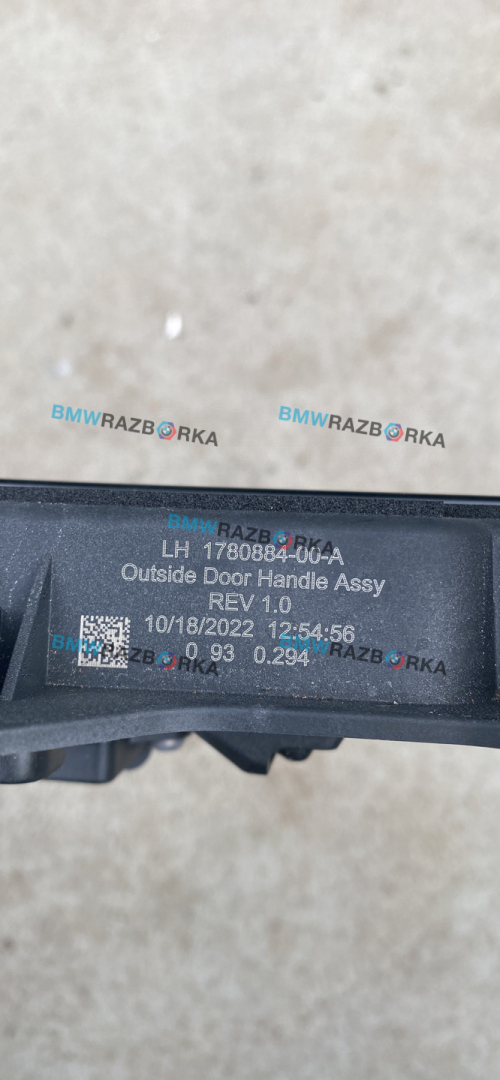 BMWRAZBORKA BMWRAZBORKA
BMWRAZBORKA
LH 1780884-00-A
Outside Door Handle Assy
REV 1.0
10/18/2022 12:54:56
BMWRAZBORKA BMWRAZBORKA
0 93 0.294